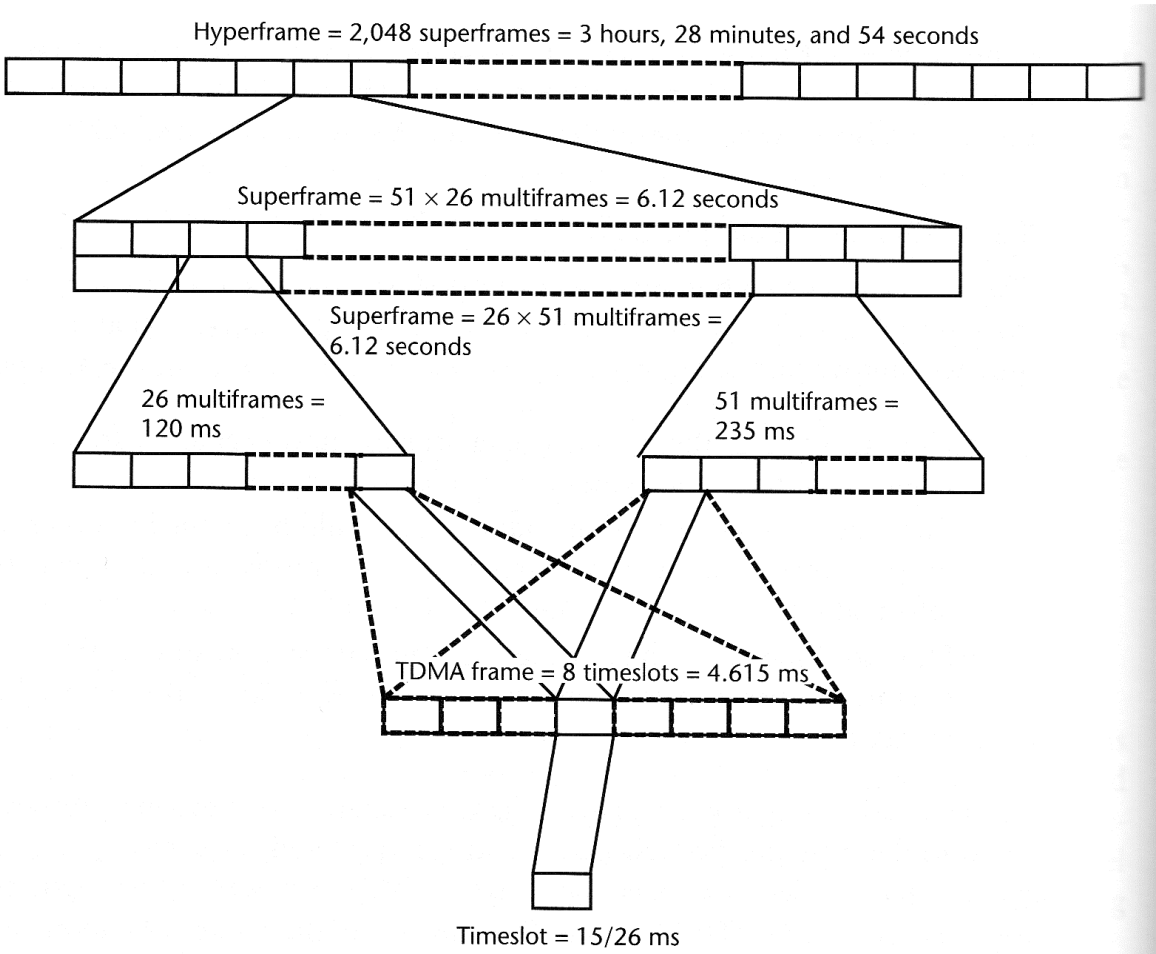 Hyperframe = 2,048 superframes = 3 hours, 28 minutes, and 54 seconds
Superframe = 51 × 26 multiframes = 6.12 seconds
Superframe = 26 × 51 multiframes =
6.12 seconds
26 multiframes =
120 ms
51 multiframes =
235 ms
TDMA frame = 8 timeslots = 4.615 ms
Timeslot = 15/26 ms